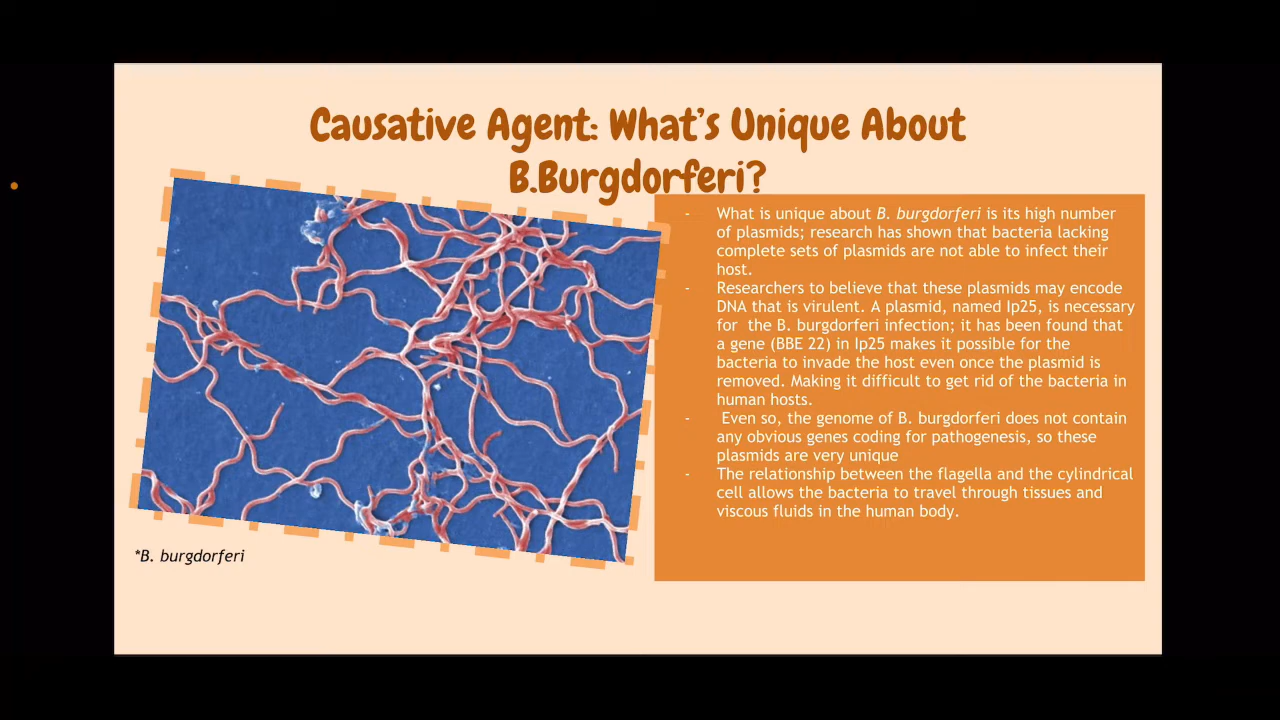 Causative Agent: What's Unique About
B.Burgdorferi?
- What is unique about B. burgdorferi is its high number
of plasmids; research has shown that bacteria lacking
complete sets of plasmids are not able to infect their
host.
- Researchers to believe that these plasmids may encode
DNA that is virulent. A plasmid, named Ip25, is necessary
for the B. burgdorferi infection; it has been found that
a gene (BBE 22) in Ip25 makes it possible for the
bacteria to invade the host even once the plasmid is
removed. Making it difficult to get rid of the bacteria in
human hosts.
- Even so, the genome of B. burgdorferi does not contain
any obvious genes coding for pathogenesis, so these
plasmids are very unique
- The relationship between the flagella and the cylindrical
cell allows the bacteria to travel through tissues and
viscous fluids in the human body.
*B. burgdorferi